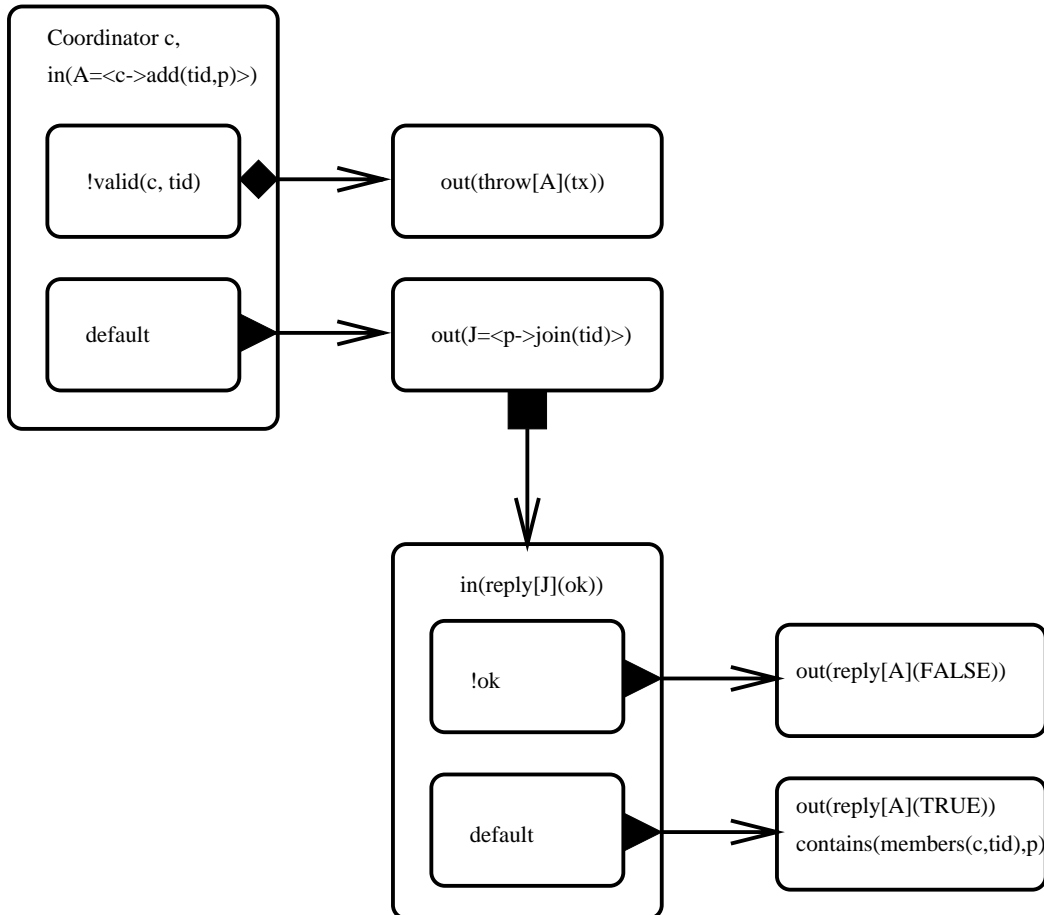 Coordinator c,
in(A=<c->add(tid,p)>)
!valid(c, tid)
out(throw[A](tx))
default
out(J=<p->join(tid)>)
in(reply[J](ok))
!ok
out(reply[A](FALSE))
default
out(reply[A](TRUE))
contains(members(c,tid),p)